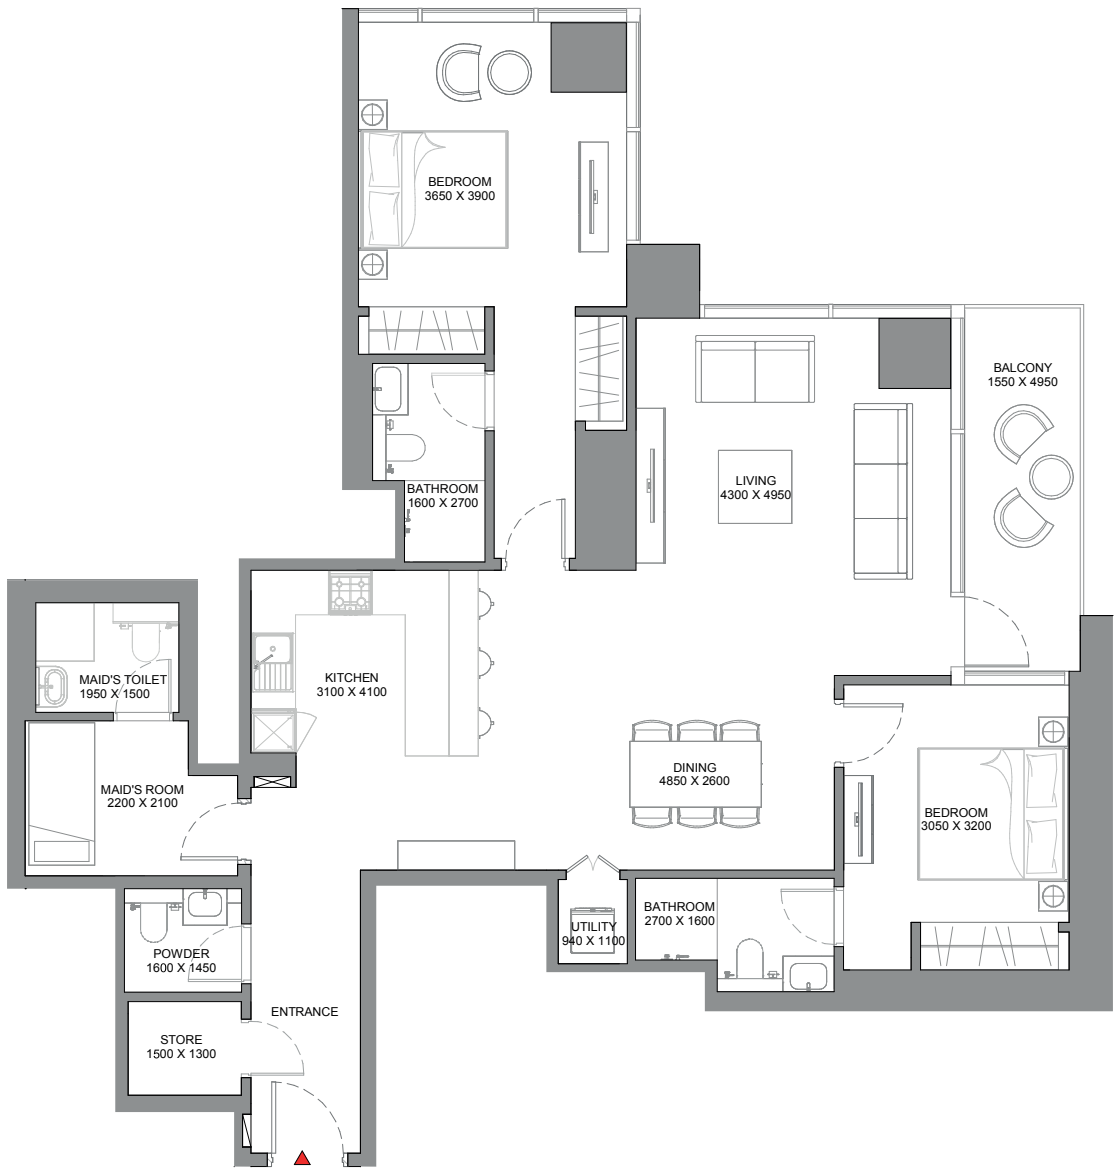 BEDROOM
3650 X 3900
BALCONY
1550 X 4950
LIVING
4300 X 4950
BATHROOM
1600 X 2700
KITCHEN
3100 X 4100
MAID'S TOILET
1950 X 1500
DINING
4850 X 2600
MAID'S ROOM
2200 X 2100
BEDROOM
3050 X 3200
BATHROOM
2700 X 1600
UTILITY
940 X 1100
POWDER
1600 X 1450
ENTRANCE
STORE
1500 X 1300